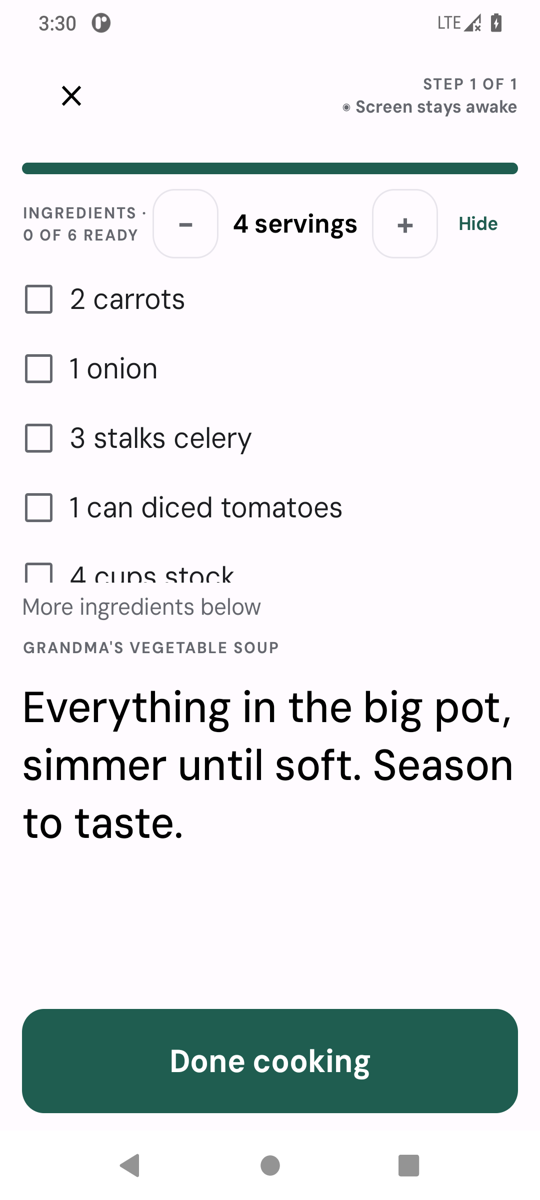 3:30
LTE
STEP 1 OF 1
Screen stays awake
INGREDIENTS ·
0 OF 6 READY
− 4 servings + Hide
2 carrots
1 onion
3 stalks celery
1 can diced tomatoes
4 cups stock
More ingredients below
GRANDMA'S VEGETABLE SOUP
Everything in the big pot,
simmer until soft. Season
to taste.
Done cooking